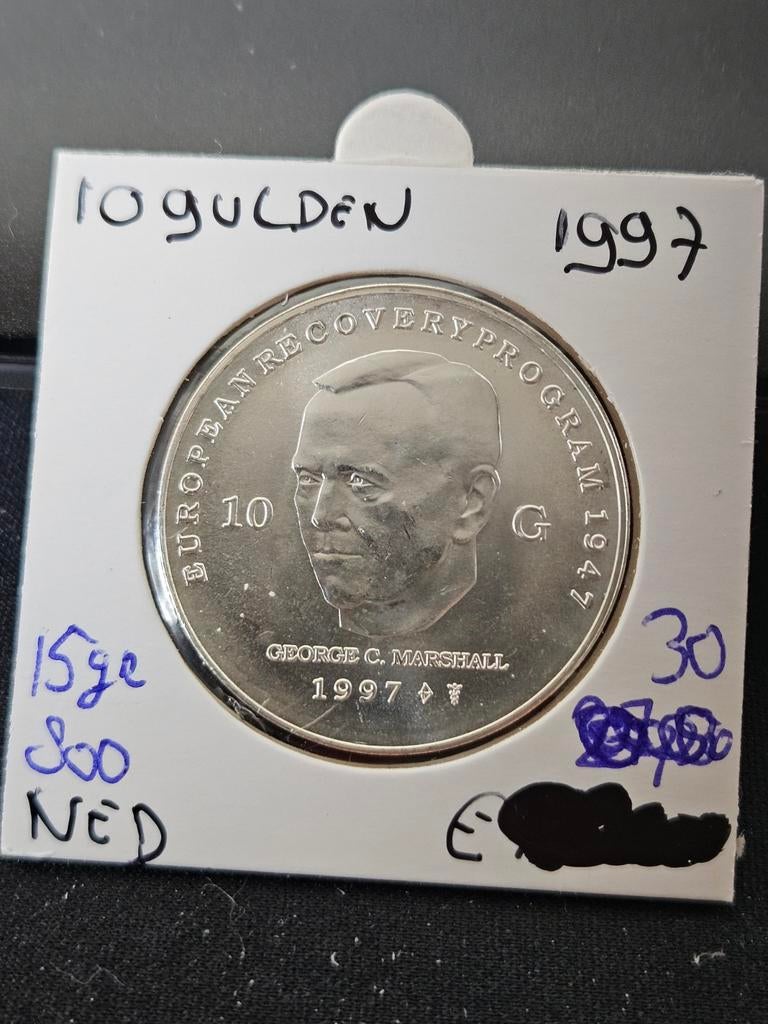 10 GULDEN
1997
EUROPEAN RECOVERY PROGRAM 1947
10 G
GEORGE C. MARSHALL
1997
15gr
30
800
NED
E